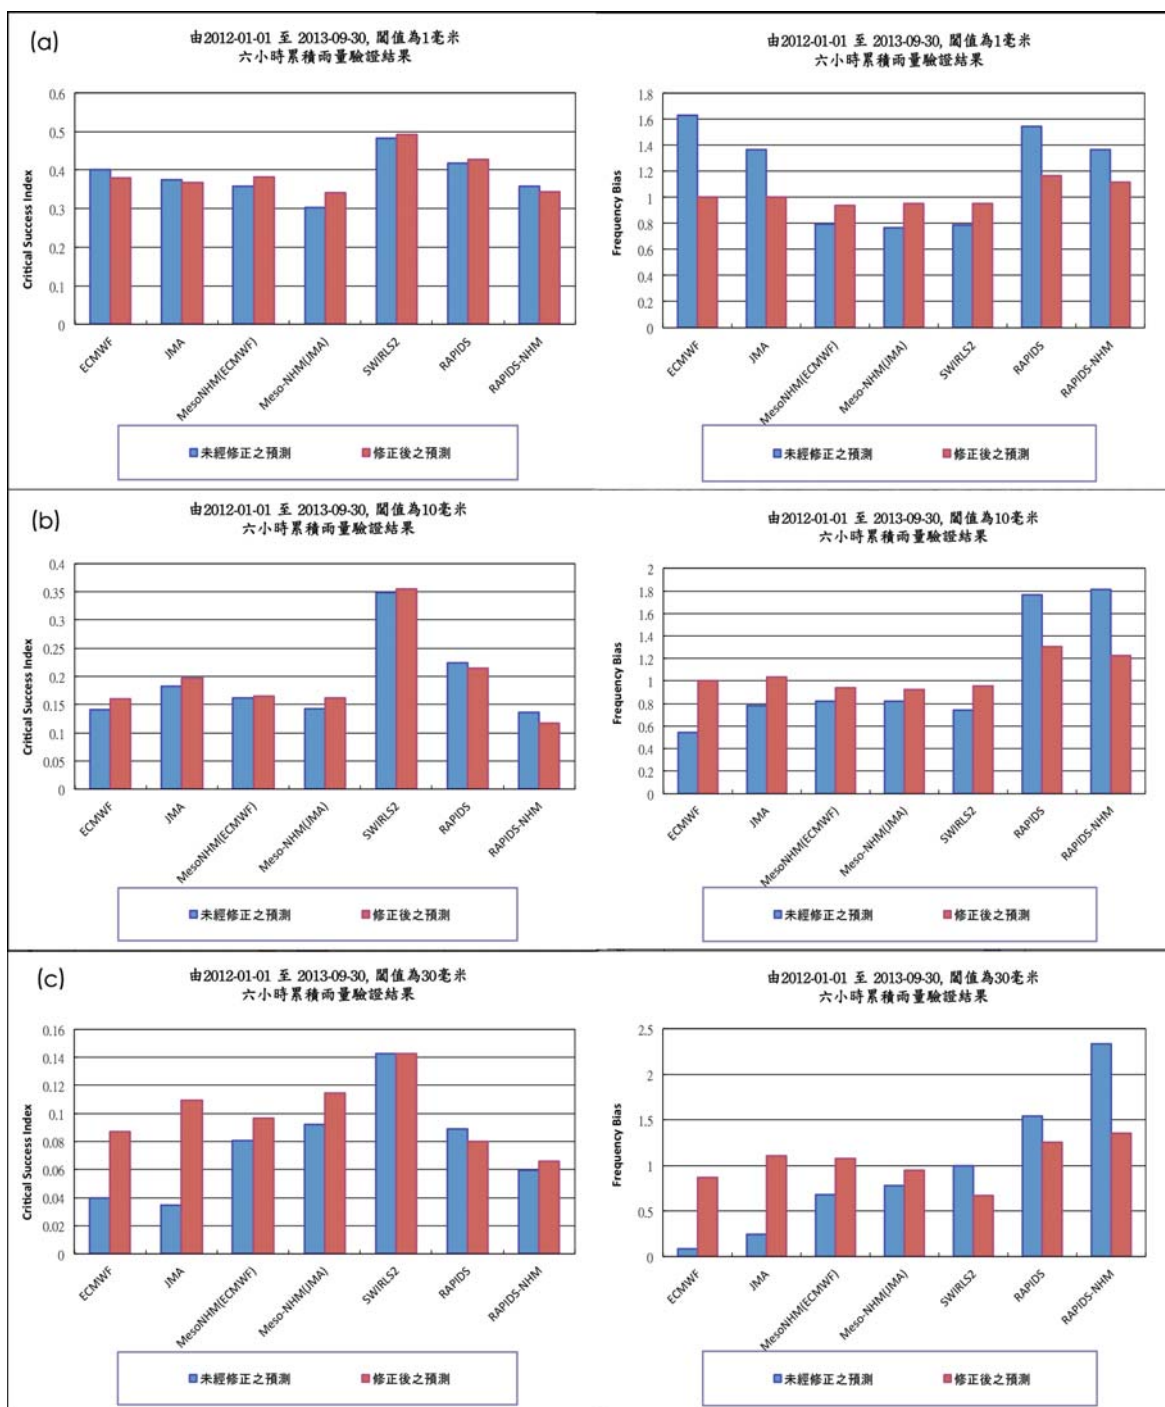 (a)
由2012-01-01 至 2013-09-30, 閾值為1毫米
六小時累積雨量驗證結果
Critical Success Index
0.6
0.5
0.4
0.3
0.2
0.1
0
ECMWF
JMA
MesoNHM(ECMWF)
Meso-NHM(JMA)
SWIRLS2
RAPIDS
RAPIDS-NHM
未經修正之預測
修正後之預測
由2012-01-01 至 2013-09-30, 閾值為1毫米
六小時累積雨量驗證結果
Frequency Bias
1.8
1.6
1.4
1.2
1
0.8
0.6
0.4
0.2
0
ECMWF
JMA
MesoNHM(ECMWF)
Meso-NHM(JMA)
SWIRLS2
RAPIDS
RAPIDS-NHM
未經修正之預測
修正後之預測
(b)
由2012-01-01 至 2013-09-30, 閾值為10毫米
六小時累積雨量驗證結果
Critical Success Index
0.4
0.35
0.3
0.25
0.2
0.15
0.1
0.05
0
ECMWF
JMA
MesoNHM(ECMWF)
Meso-NHM(JMA)
SWIRLS2
RAPIDS
RAPIDS-NHM
未經修正之預測
修正後之預測
由2012-01-01 至 2013-09-30, 閾值為10毫米
六小時累積雨量驗證結果
Frequency Bias
2
1.8
1.6
1.4
1.2
1
0.8
0.6
0.4
0.2
0
ECMWF
JMA
MesoNHM(ECMWF)
Meso-NHM(JMA)
SWIRLS2
RAPIDS
RAPIDS-NHM
未經修正之預測
修正後之預測
(c)
由2012-01-01 至 2013-09-30, 閾值為30毫米
六小時累積雨量驗證結果
Critical Success Index
0.16
0.14
0.12
0.1
0.08
0.06
0.04
0.02
0
ECMWF
JMA
MesoNHM(ECMWF)
Meso-NHM(JMA)
SWIRLS2
RAPIDS
RAPIDS-NHM
未經修正之預測
修正後之預測
由2012-01-01 至 2013-09-30, 閾值為30毫米
六小時累積雨量驗證結果
Frequency Bias
2.5
2
1.5
1
0.5
0
ECMWF
JMA
MesoNHM(ECMWF)
Meso-NHM(JMA)
SWIRLS2
RAPIDS
RAPIDS-NHM
未經修正之預測
修正後之預測